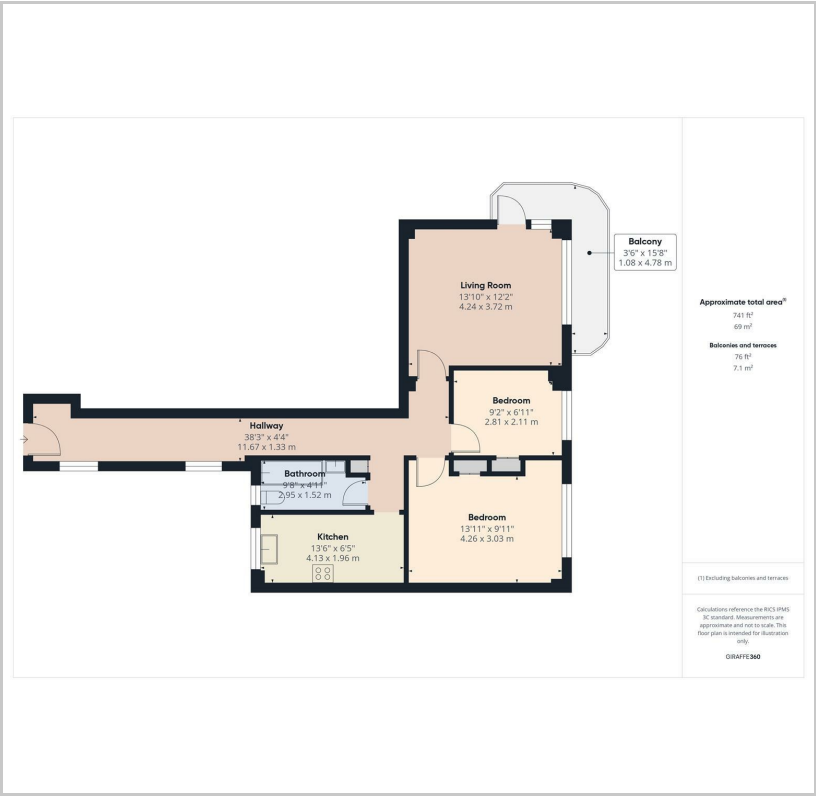 Balcony
3'6" x 15'8"
1.08 x 4.78 m
Living Room
13'10" x 12'2"
4.24 x 3.72 m
Bedroom
9'2" x 6'11"
2.81 x 2.11 m
Hallway
38'3" x 4'4"
11.67 x 1.33 m
Bathroom
9'8" x 4'11"
2.95 x 1.52 m
Kitchen
13'6" x 6'5"
4.13 x 1.96 m
Bedroom
13'11" x 9'11"
4.26 x 3.03 m
Approximate total area⁽¹⁾
741 ft²
69 m²
Balconies and terraces
76 ft²
7.1 m²
(1) Excluding balconies and terraces
Calculations reference the RICS IPMS
3C standard. Measurements are
approximate and not to scale. This
floor plan is intended for illustration
only.
GIRAFFE360